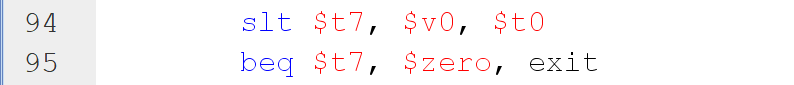 94 slt $t7, $v0, $t0
95 beq $t7, $zero, exit